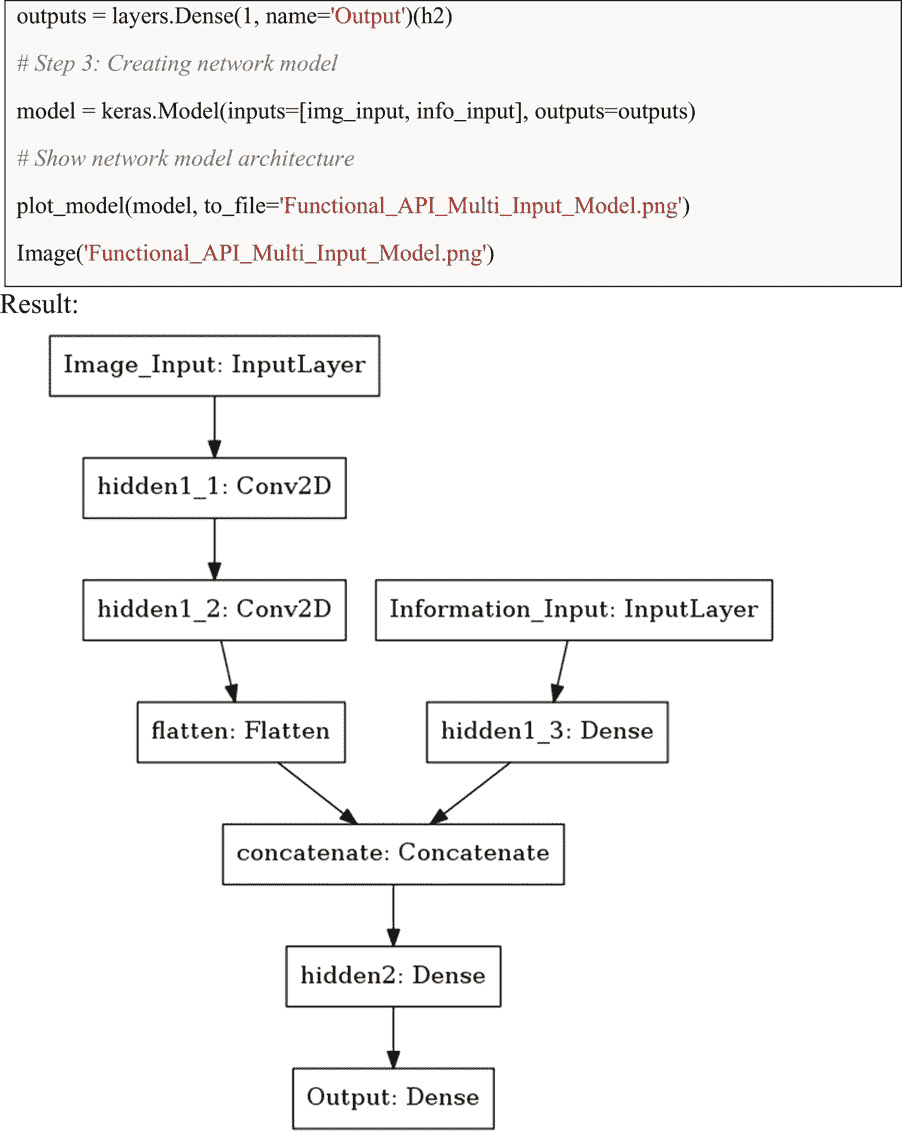 outputs = layers.Dense(1, name='Output')(h2)
# Step 3: Creating network model
model = keras.Model(inputs=[img_input, info_input], outputs=outputs)
# Show network model architecture
plot_model(model, to_file='Functional_API_Multi_Input_Model.png')
Image('Functional_API_Multi_Input_Model.png')
Result:
Image_Input: InputLayer
hidden1_1: Conv2D
hidden1_2: Conv2D
Information_Input: InputLayer
flatten: Flatten
hidden1_3: Dense
concatenate: Concatenate
hidden2: Dense
Output: Dense